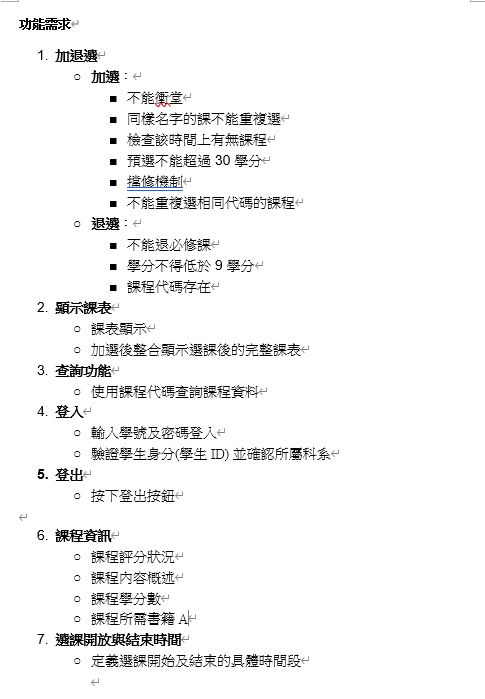 功能需求
1. 加退選
○ 加選：
■ 不能衝堂
■ 同樣名字的課不能重複選
■ 檢查該時間上有無課程
■ 預選不能超過 30 學分
■ 擋修機制
■ 不能重複選相同代碼的課程
○ 退選：
■ 不能退必修課
■ 學分不得低於 9 學分
■ 課程代碼存在
2. 顯示課表
○ 課表顯示
○ 加選後整合顯示選課後的完整課表
3. 查詢功能
○ 使用課程代碼查詢課程資料
4. 登入
○ 輸入學號及密碼登入
○ 驗證學生身分(學生 ID) 並確認所屬科系
5. 登出
○ 按下登出按鈕
6. 課程資訊
○ 課程評分狀況
○ 課程內容概述
○ 課程學分數
○ 課程所需書籍 A
7. 選課開放與結束時間
○ 定義選課開始及結束的具體時間段